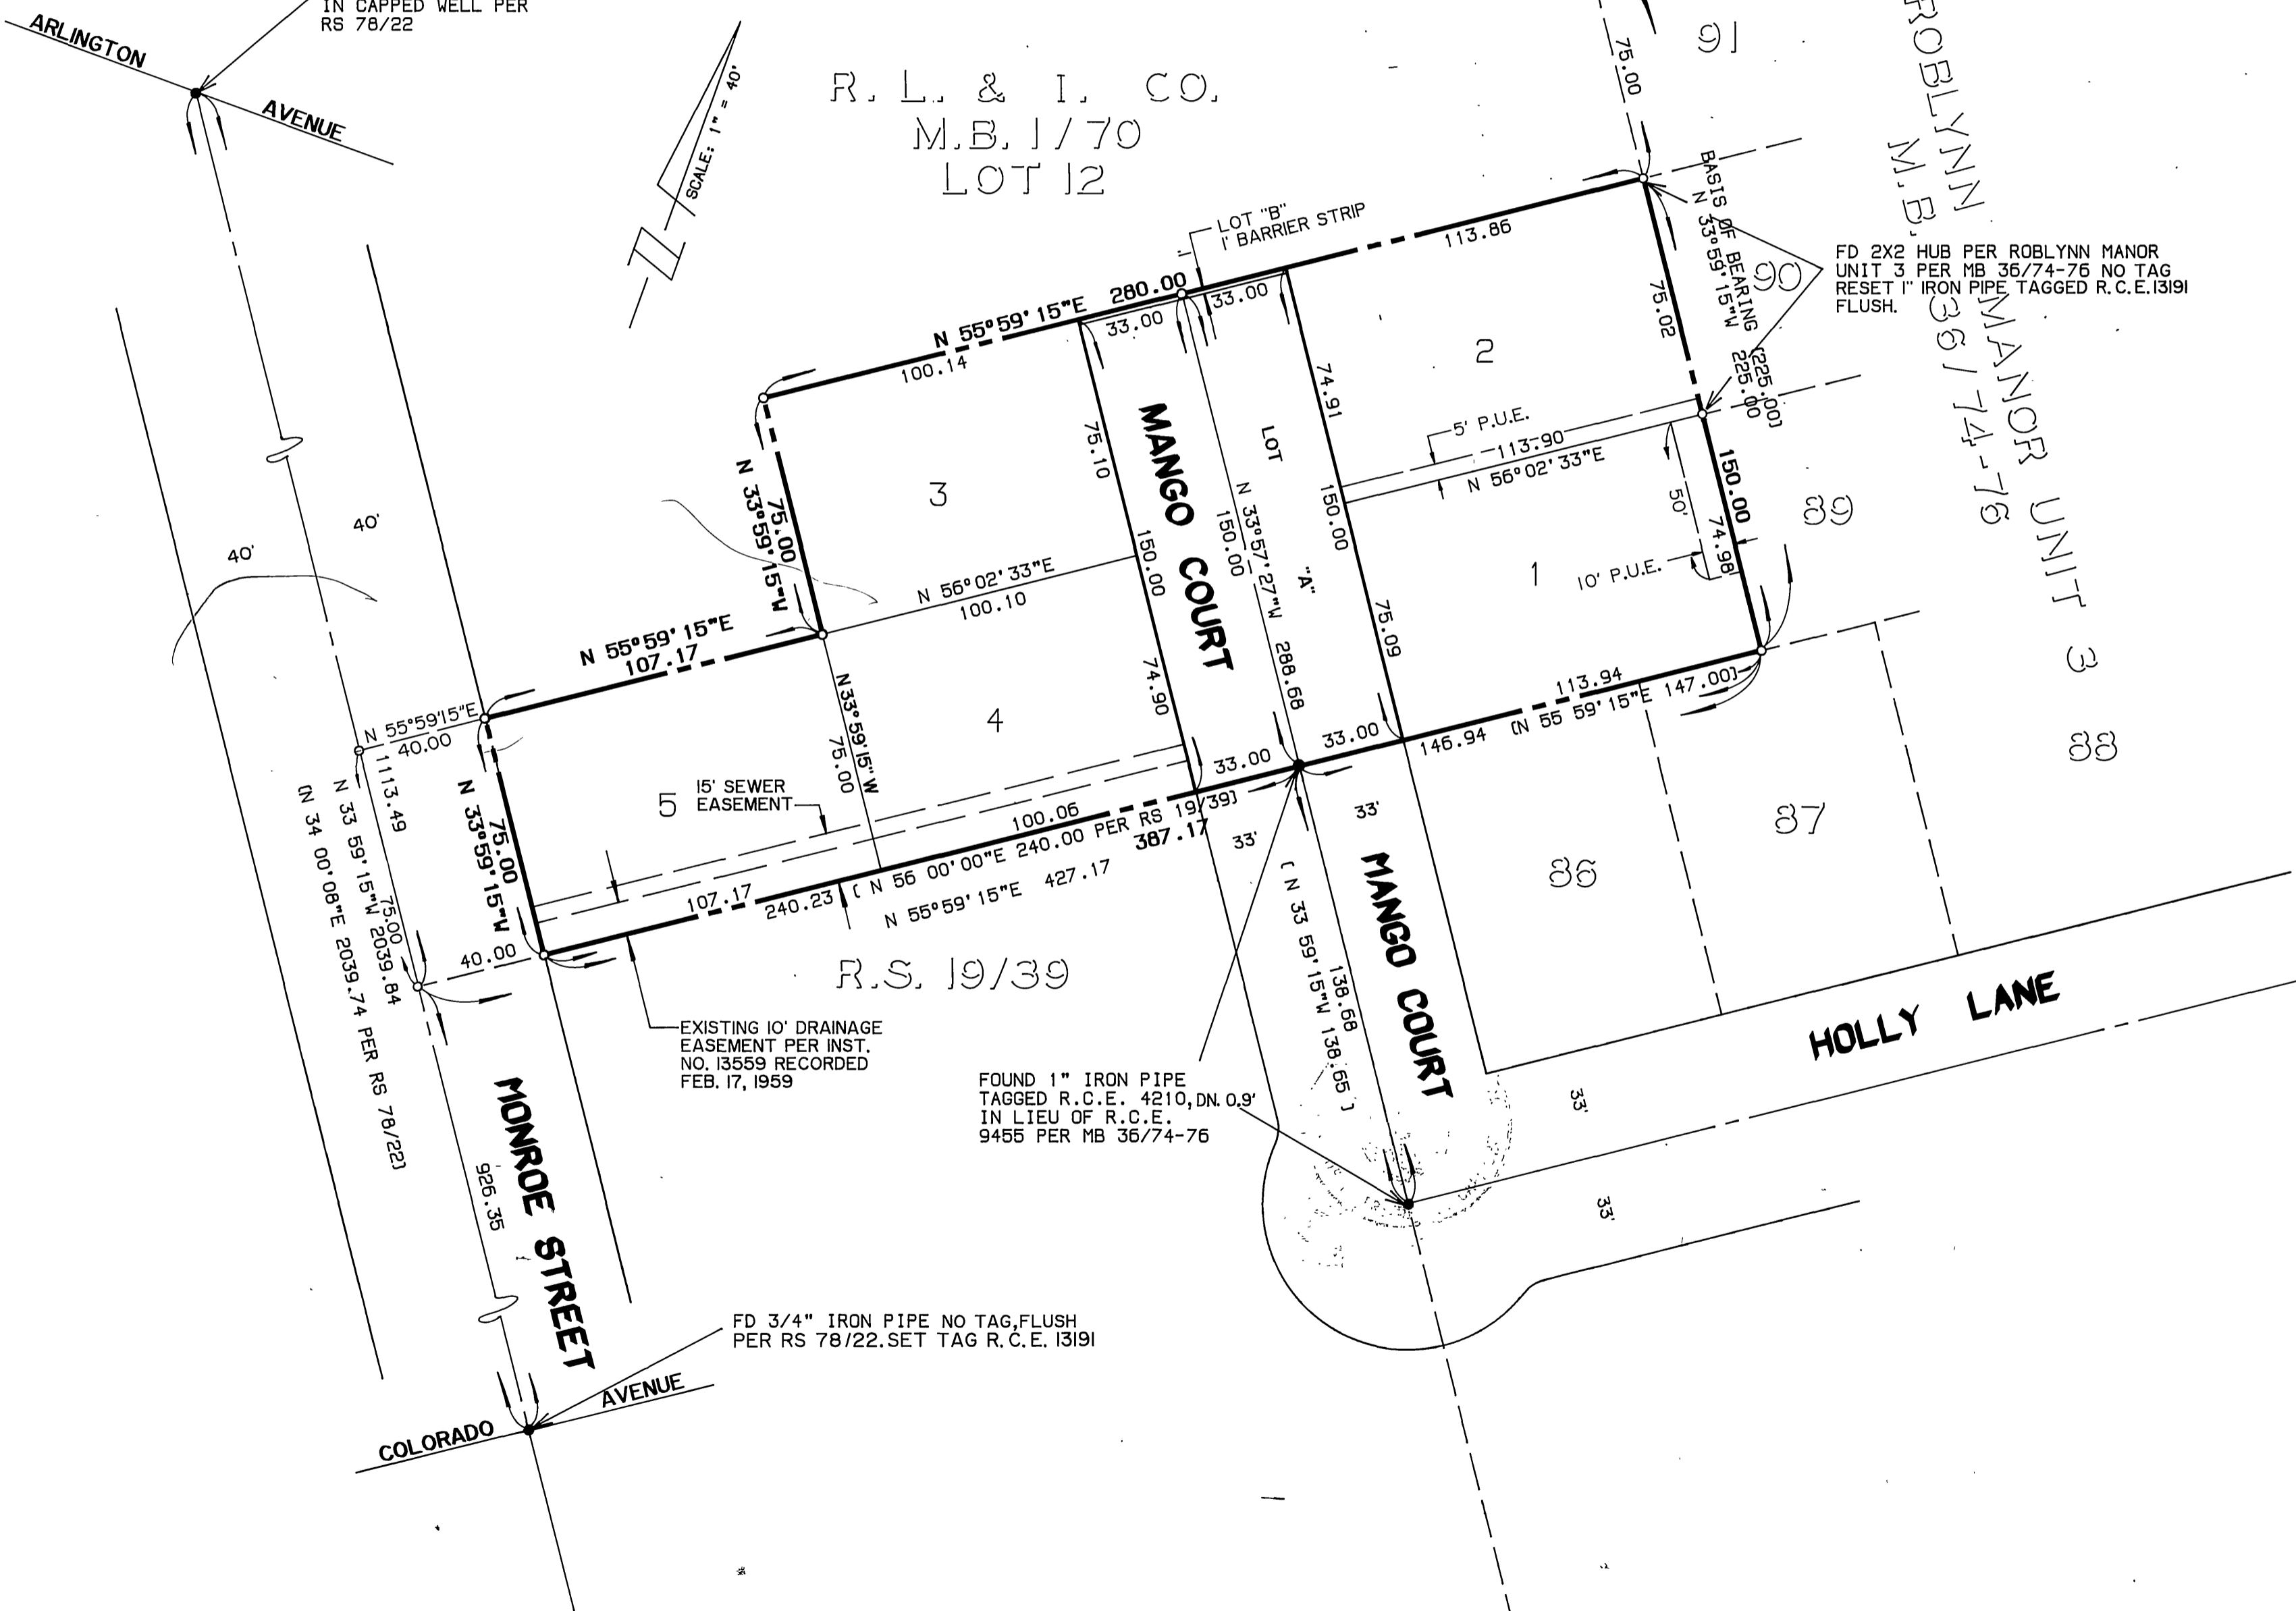 IN CAPPED WELL PER
RS 78/22
ARLINGTON
AVENUE
SCALE: 1" = 40'
R. L. & I. CO.
M.B. 1/70
LOT 12
75.00
91
ROBLYNN MANOR UNIT 3
M.B. 36/74-76
BASIS OF BEARING
N 33°59'15"W 225.00
(225.00)
LOT "B"
1' BARRIER STRIP
113.86
90
FD 2X2 HUB PER ROBLYNN MANOR
UNIT 3 PER MB 36/74-76 NO TAG
RESET 1" IRON PIPE TAGGED R.C.E.13191
FLUSH.
N 55°59'15"E 280.00
33.00
33.00
100.14
75.02
2
74.91
75.10
MANGO COURT
LOT "A"
5' P.U.E.
113.90
N 56°02'33"E
150.00
74.98
50'
10' P.U.E.
89
3
N 33°59'15"W
75.00
N 33°57'27"W 288.68
150.00
150.00
150.00
1
40'
40'
N 56°02'33"E
100.10
75.09
N 55°59'15"E
107.17
74.90
4
N 33°59'15"W
75.00
113.94
(N 55 59'15"E 147.00)
146.94
33.00
33.00
88
N 55°59'15"E
40.00
1113.49
5
15' SEWER
EASEMENT
N 33°59'15"W
75.00
100.06
(N 56 00'00"E 240.00 PER RS 19/39)
387.17
107.17
240.23
N 55°59'15"E 427.17
33'
33'
87
86
N 33 59'15"W 2039.84
75.00
(N 34 00'08"E 2039.74 PER RS 78/22)
40.00
R.S. 19/39
138.68
(N 33 59'15"W 138.65)
MANGO COURT
HOLLY LANE
EXISTING 10' DRAINAGE
EASEMENT PER INST.
NO. 13559 RECORDED
FEB. 17, 1959
FOUND 1" IRON PIPE
TAGGED R.C.E. 4210, DN. 0.9'
IN LIEU OF R.C.E.
9455 PER MB 36/74-76
33'
33'
MONROE STREET
926.35
FD 3/4" IRON PIPE NO TAG,FLUSH
PER RS 78/22.SET TAG R.C.E. 13191
COLORADO AVENUE